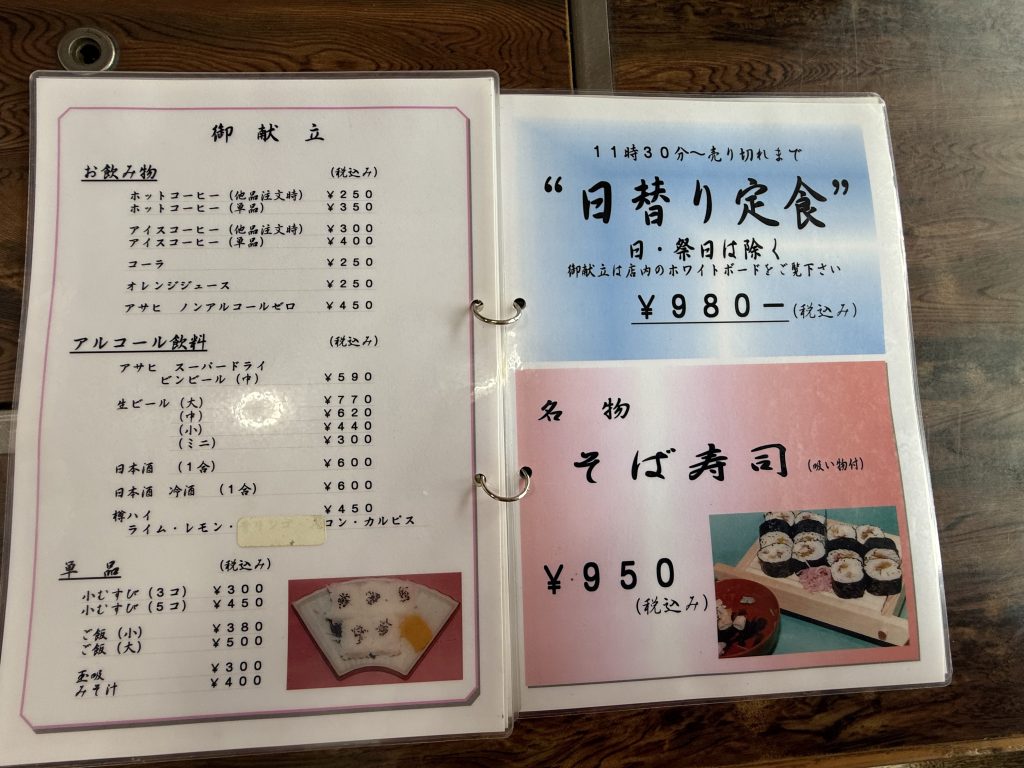 御献立
お飲み物 (税込み)
ホットコーヒー (他品注文時) ¥250
ホットコーヒー (単品) ¥350
アイスコーヒー (他品注文時) ¥300
アイスコーヒー (単品) ¥400
コーラ ¥250
オレンジジュース ¥250
アサヒ ノンアルコールゼロ ¥450
アルコール飲料 (税込み)
アサヒ スーパードライ
ビンビール (中) ¥590
生ビール (大) ¥770
(中) ¥620
(小) ¥440
(ミニ) ¥300
日本酒 (1合) ¥600
日本酒 冷酒 (1合) ¥600
樽ハイ ¥450
ライム・レモン・ コン・カルピス
単品 (税込み)
小むすび (3コ) ¥300
小むすび (5コ) ¥450
ご飯 (小) ¥380
ご飯 (大) ¥500
玉吸 ¥300
みそ汁 ¥400
11時30分～売り切れまで
“日替り定食”
日・祭日は除く
御献立は店内のホワイトボードをご覧下さい
¥980ー(税込み)
名物
そば寿司 (吸い物付)
¥950
(税込み)